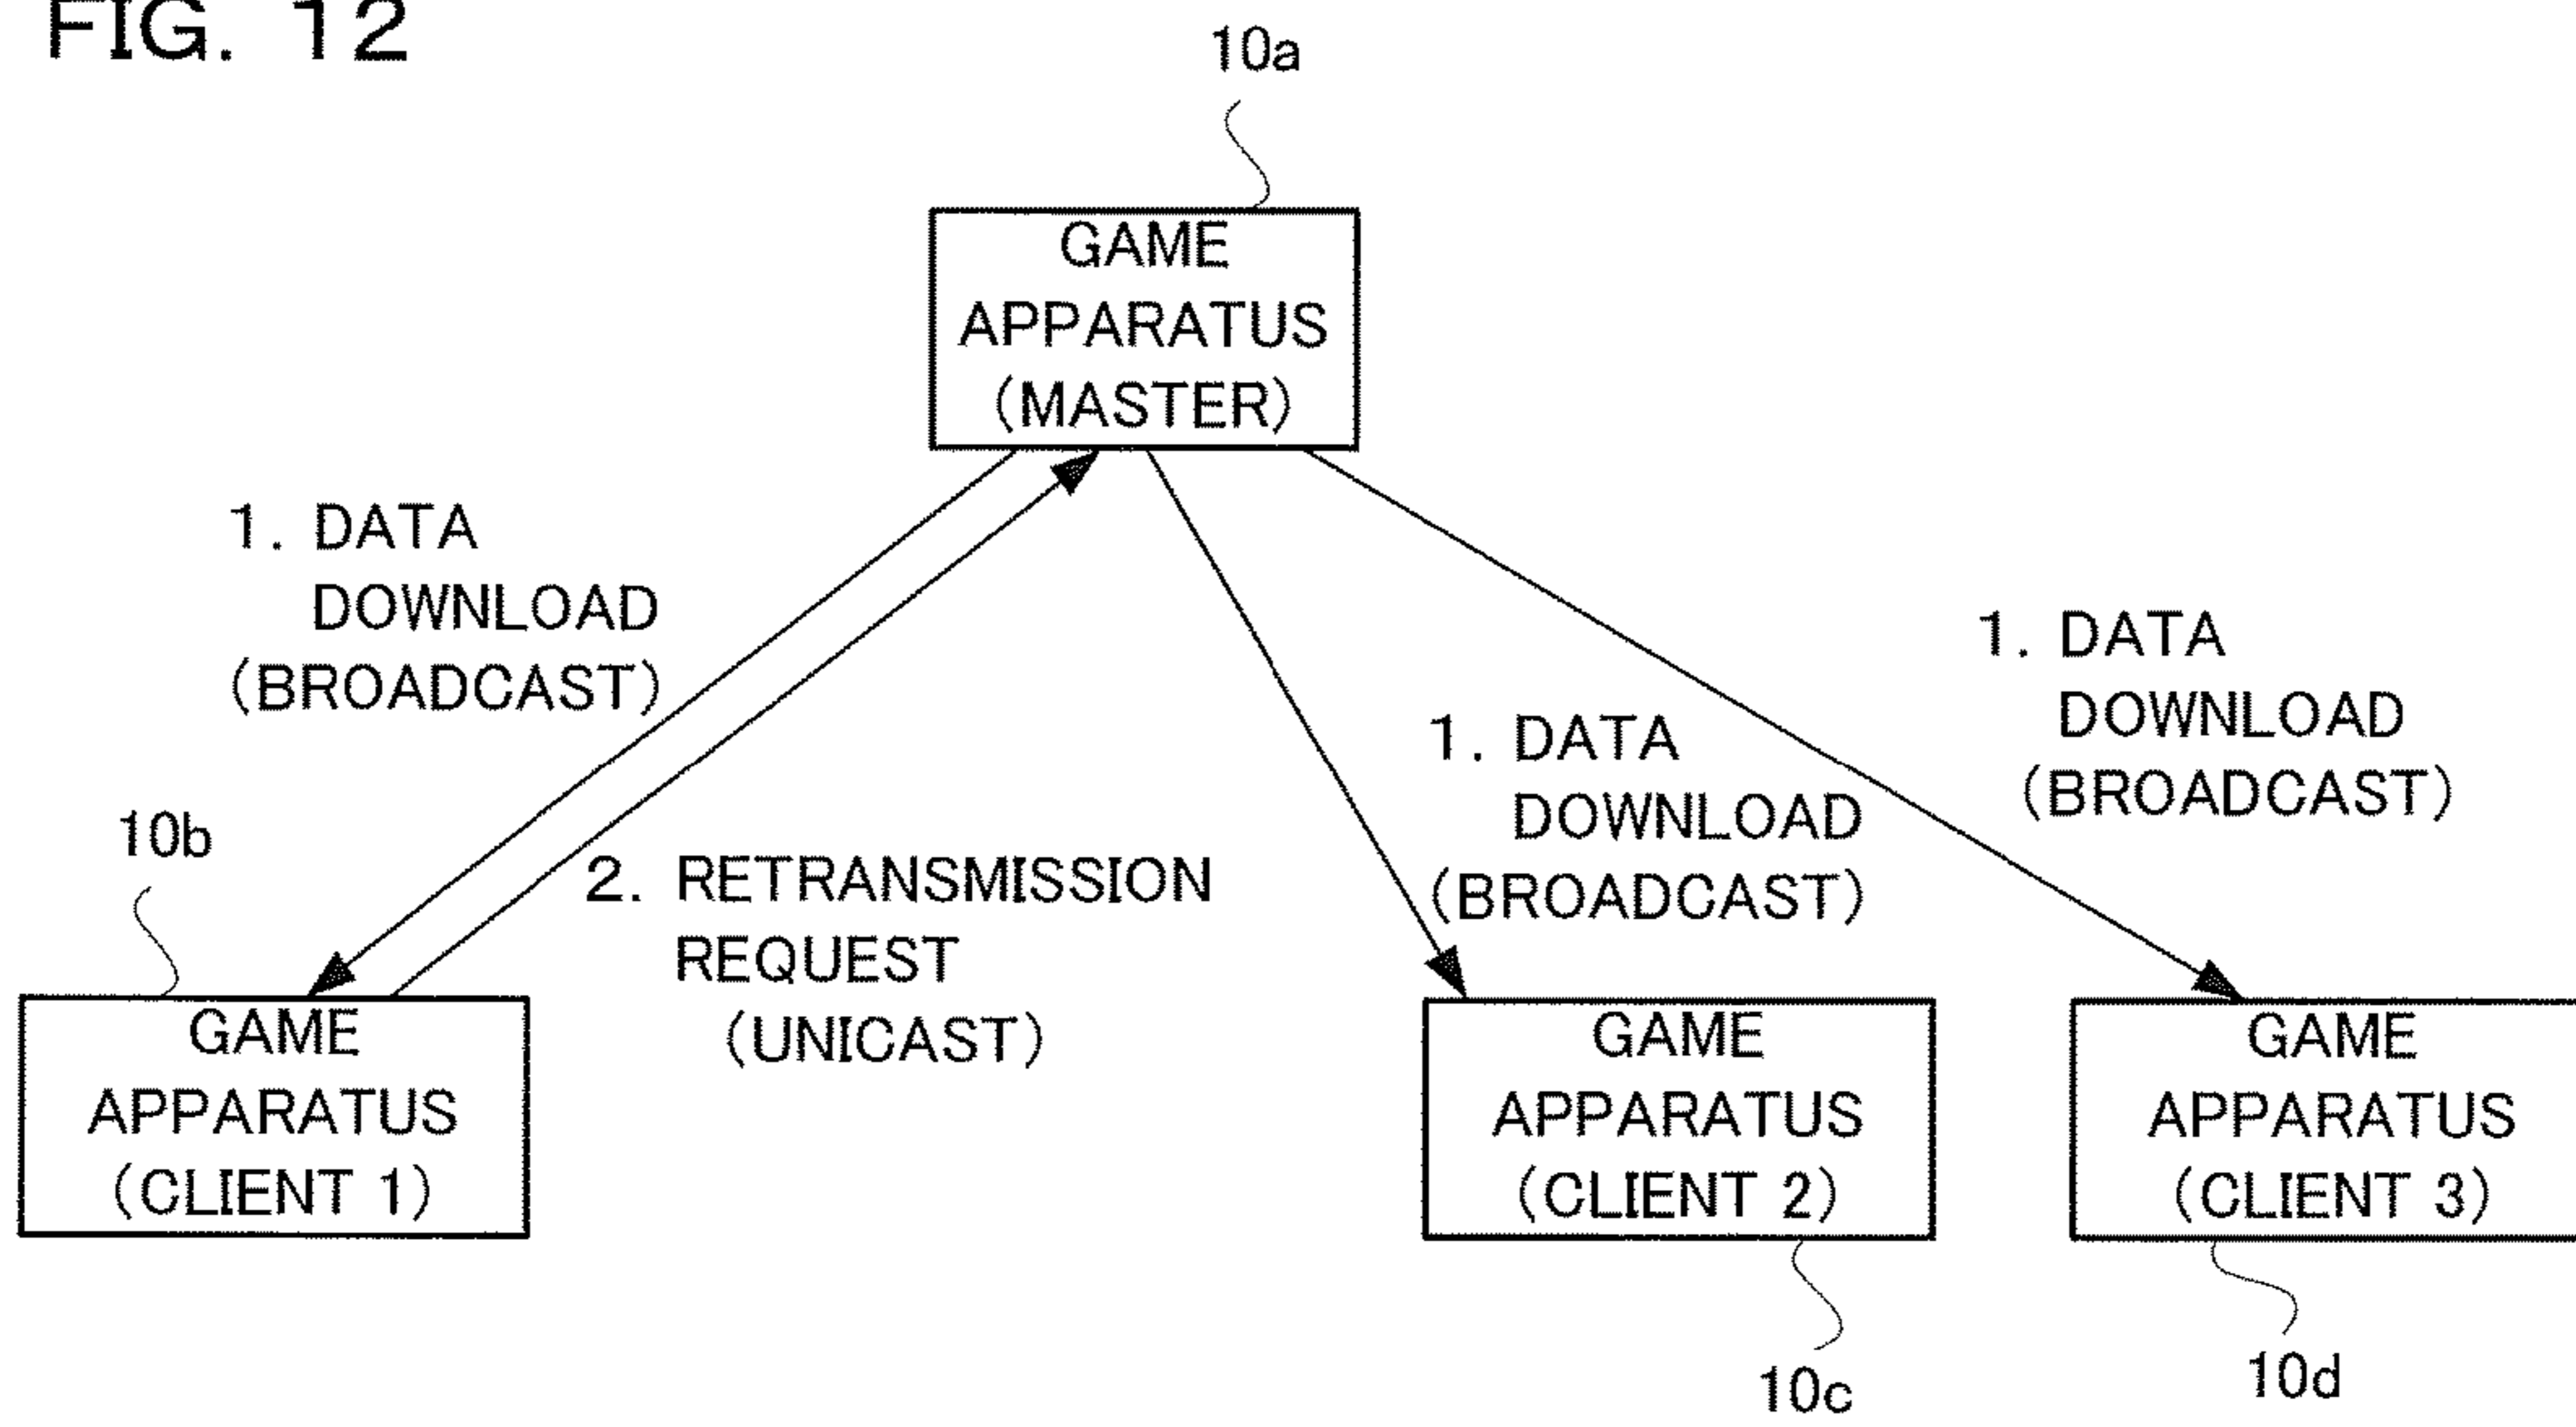 FIG. 12
10a
GAME
APPARATUS
(MASTER)
1. DATA
DOWNLOAD
(BROADCAST)
1. DATA
DOWNLOAD
(BROADCAST)
1. DATA
DOWNLOAD
(BROADCAST)
10b
2. RETRANSMISSION
REQUEST
(UNICAST)
GAME
APPARATUS
(CLIENT 1)
GAME
APPARATUS
(CLIENT 2)
GAME
APPARATUS
(CLIENT 3)
10c
10d